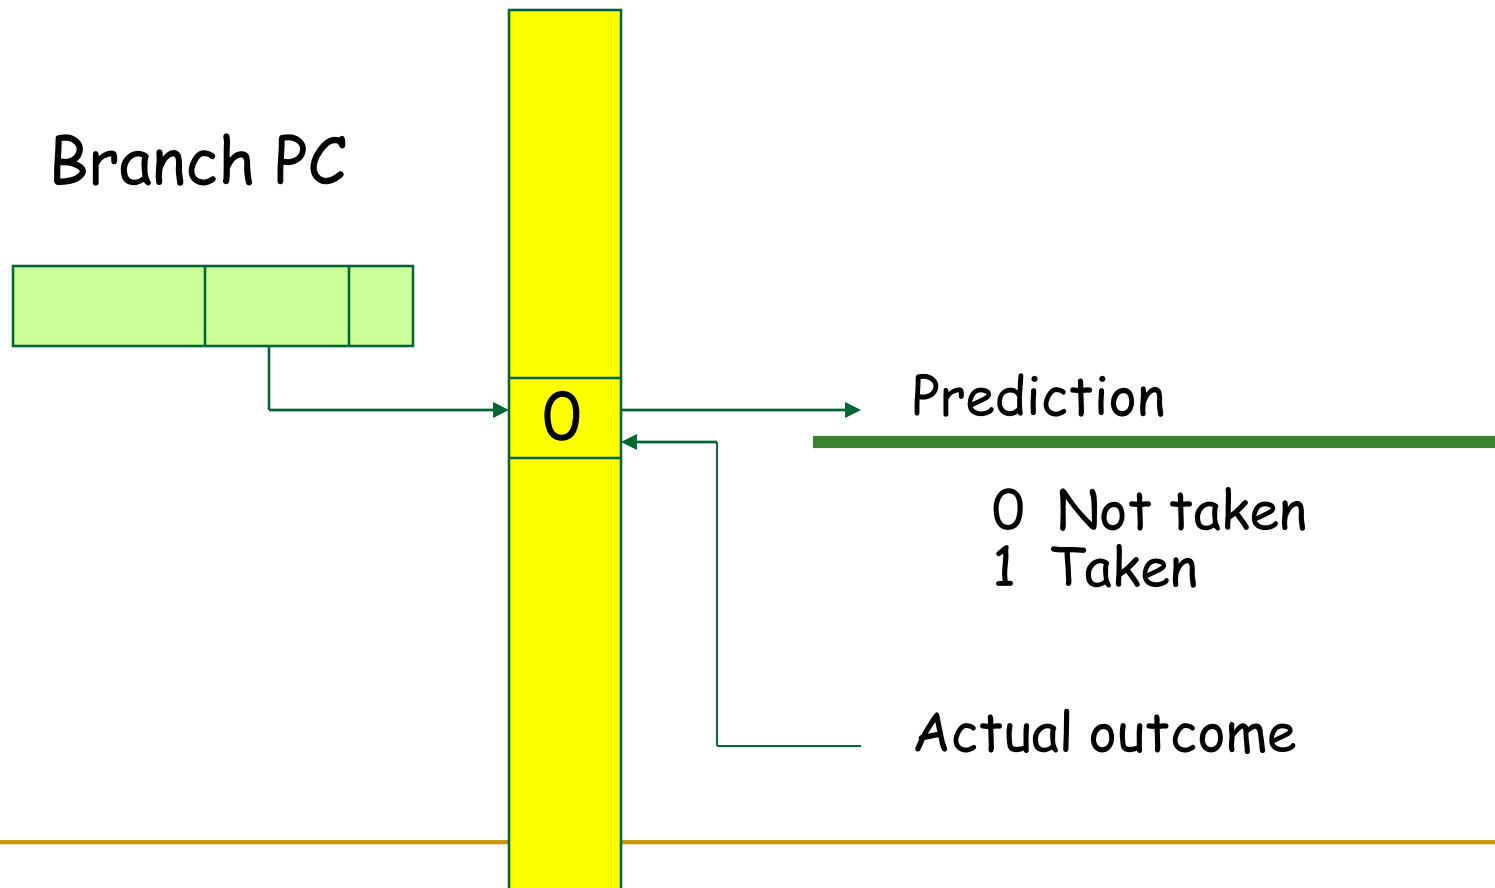 Branch PC
0
Prediction
0 Not taken
1 Taken
Actual outcome